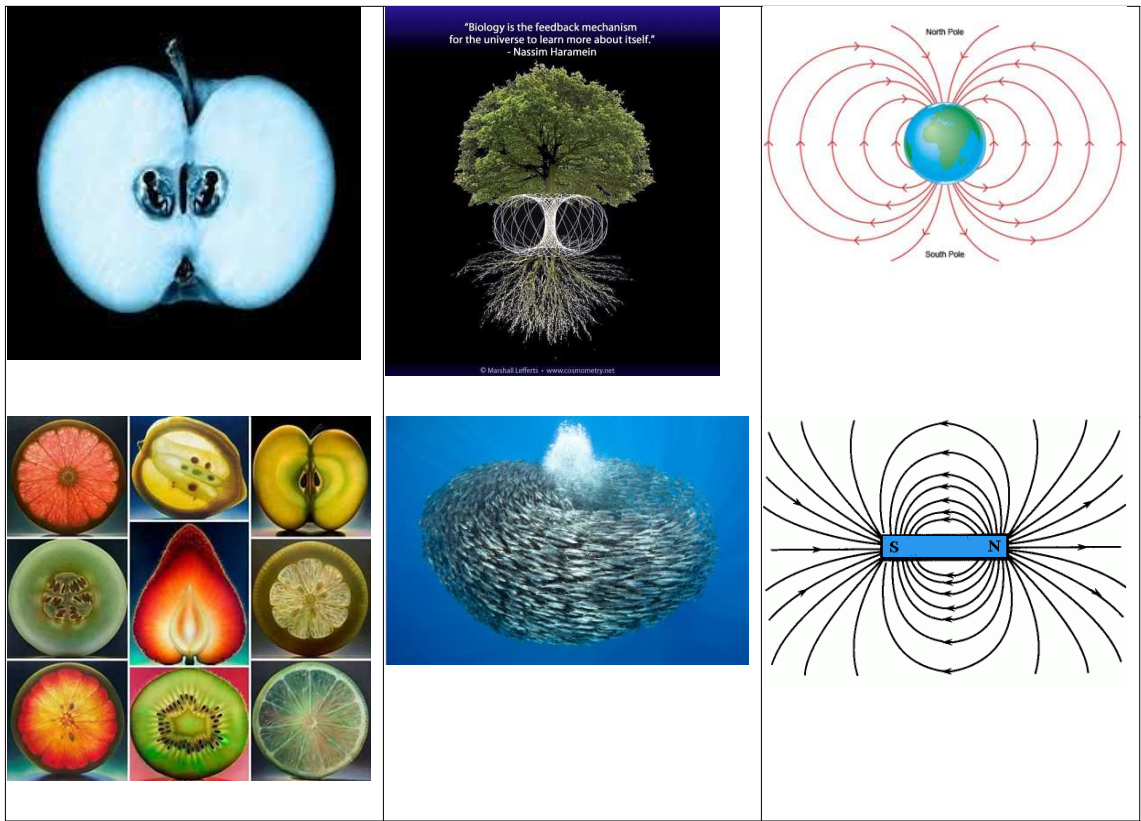 "Biology is the feedback mechanism
for the universe to learn more about itself."
- Nassim Haramein
© Marshall Lefferts • www.cosmometry.net
North Pole
South Pole
S N